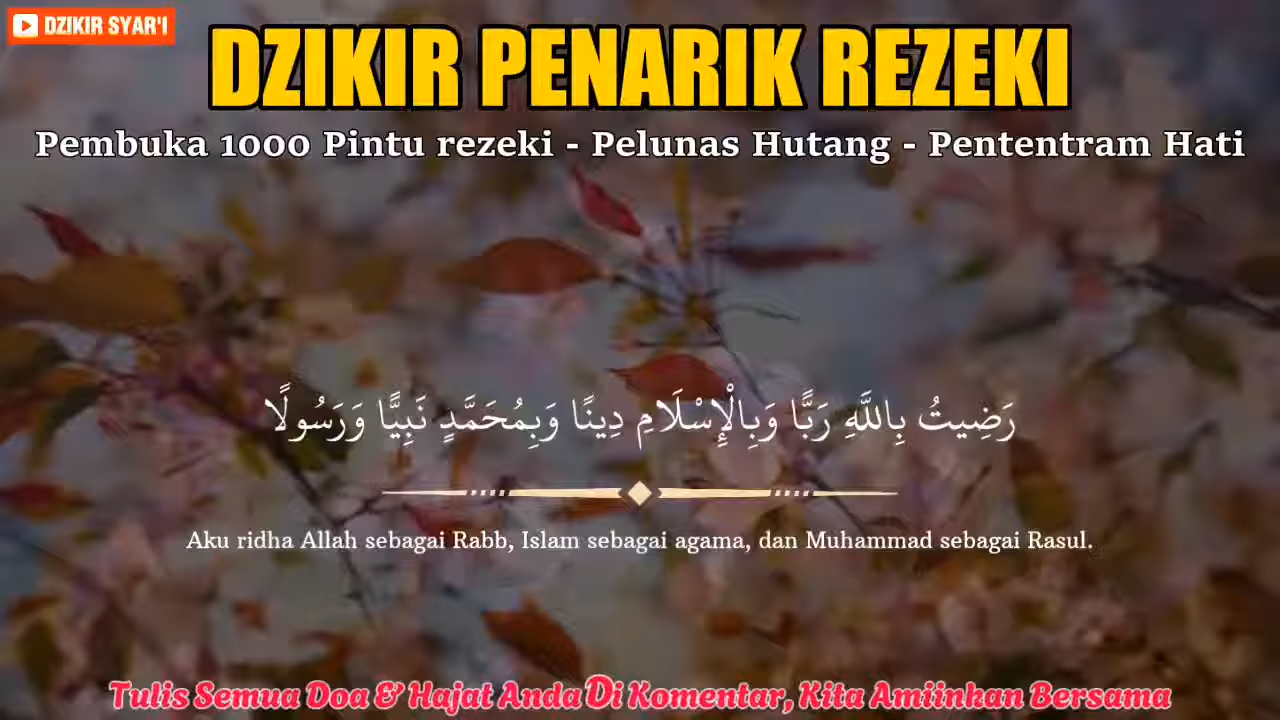 DZIKIR SYAR'I
DZIKIR PENARIK REZEKI
Pembuka 1000 Pintu rezeki - Pelunas Hutang - Pententram Hati
رَضِيتُ بِاللَّهِ رَبًّا وَبِالْإِسْلَامِ دِينًا وَبِمُحَمَّدٍ نَبِيًّا وَرَسُولًا
Aku ridha Allah sebagai Rabb, Islam sebagai agama, dan Muhammad sebagai Rasul.
Tulis Semua Doa & Hajat Anda Di Komentar, Kita Amiinhan Bersama